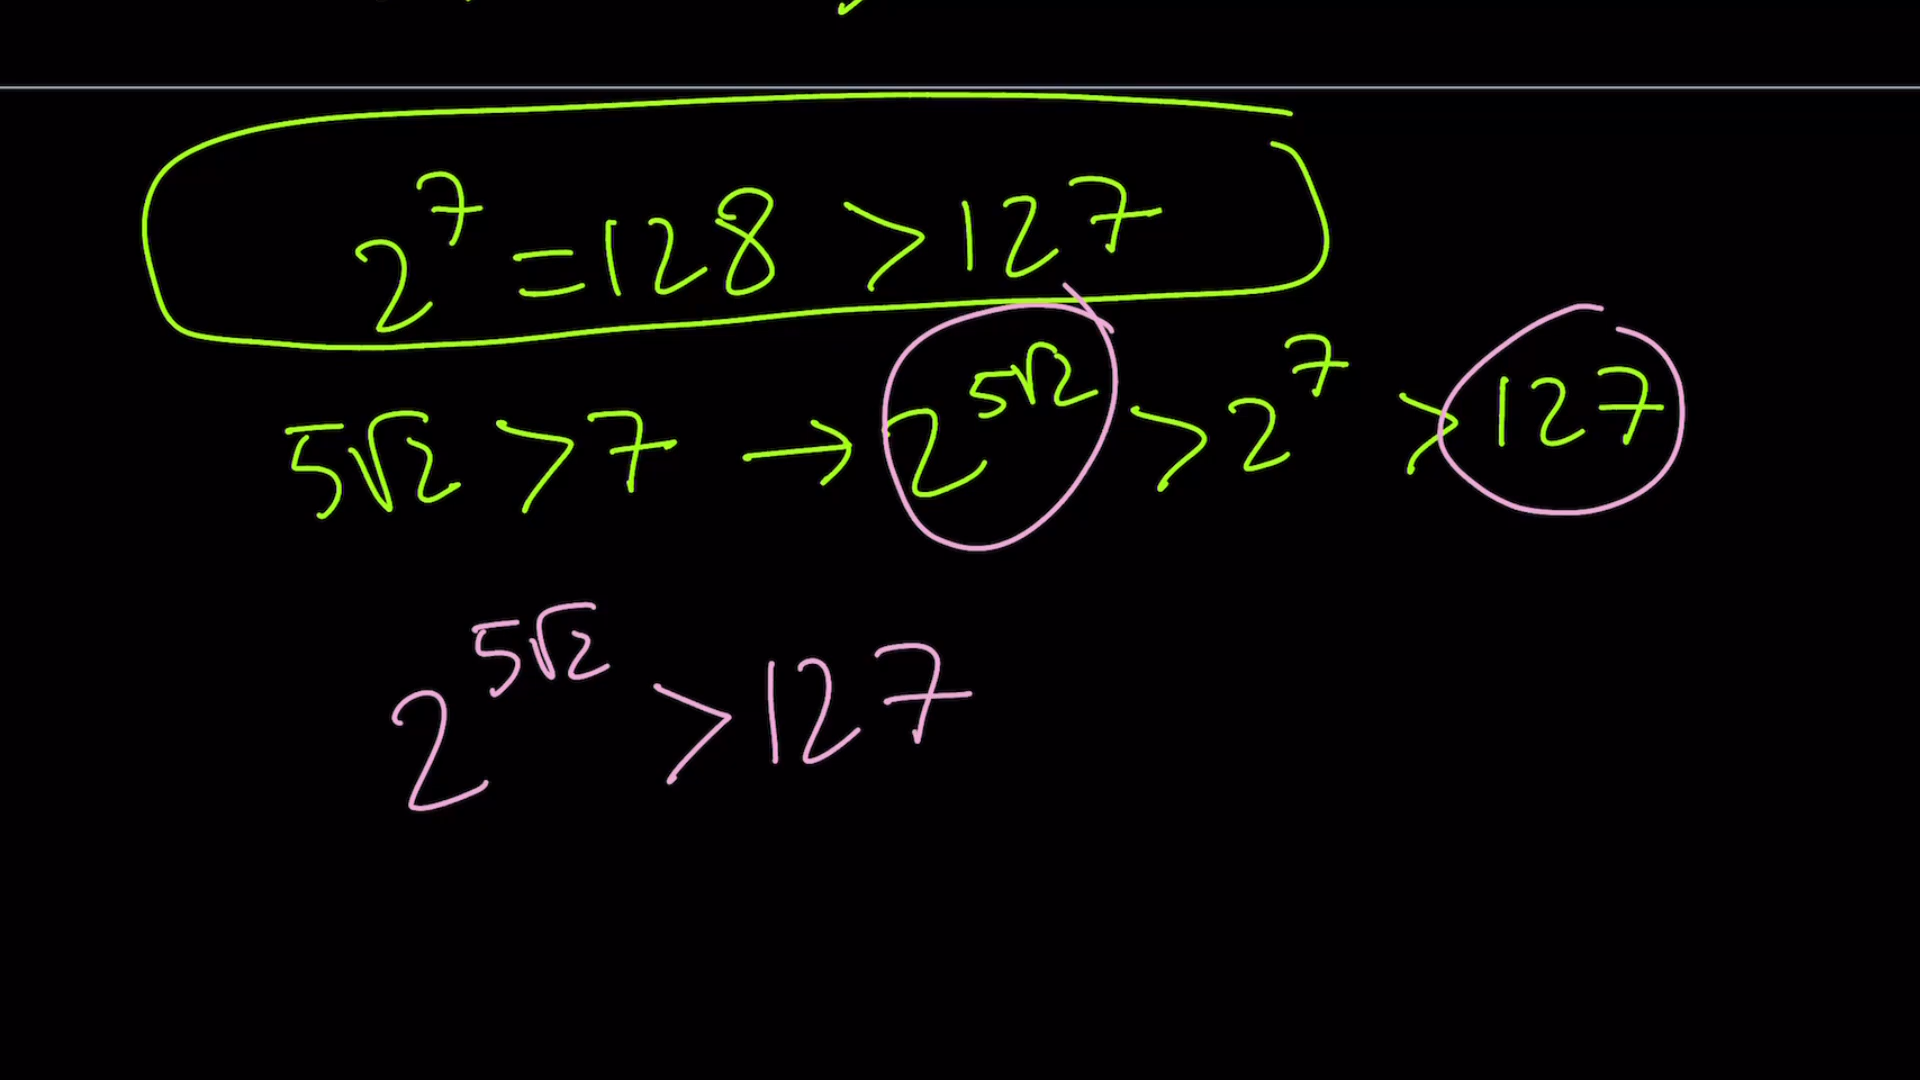 2^7 = 128 > 127
5√2 > 7 → 2^{5√2} > 2^7 > 127
2^{5√2} > 127